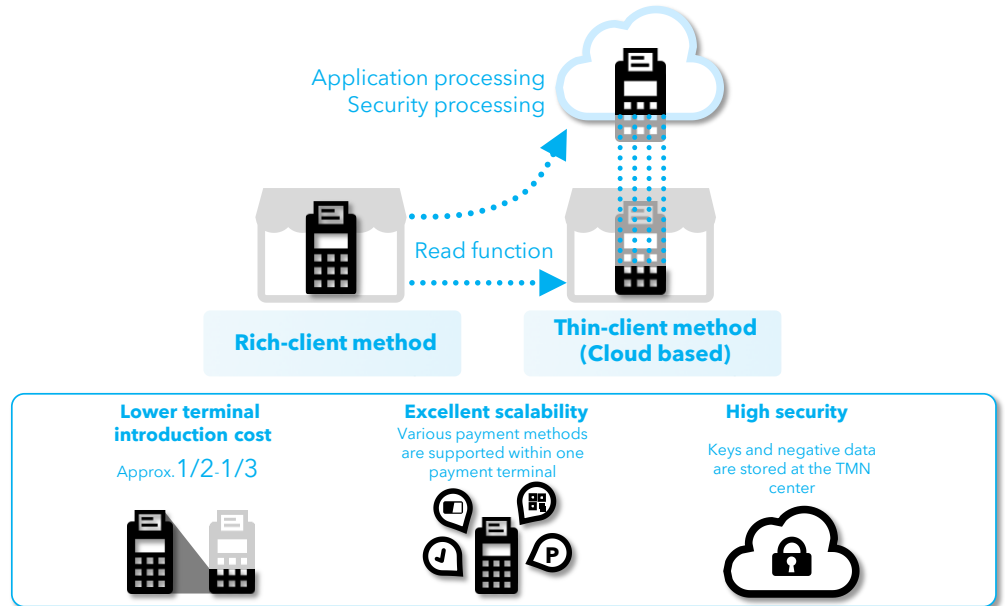 Application processing
Security processing
Read function
Rich-client method
Thin-client method
(Cloud based)
Lower terminal
introduction cost
Approx.1/2-1/3
Excellent scalability
Various payment methods
are supported within one
payment terminal
P
High security
Keys and negative data
are stored at the TMN
center